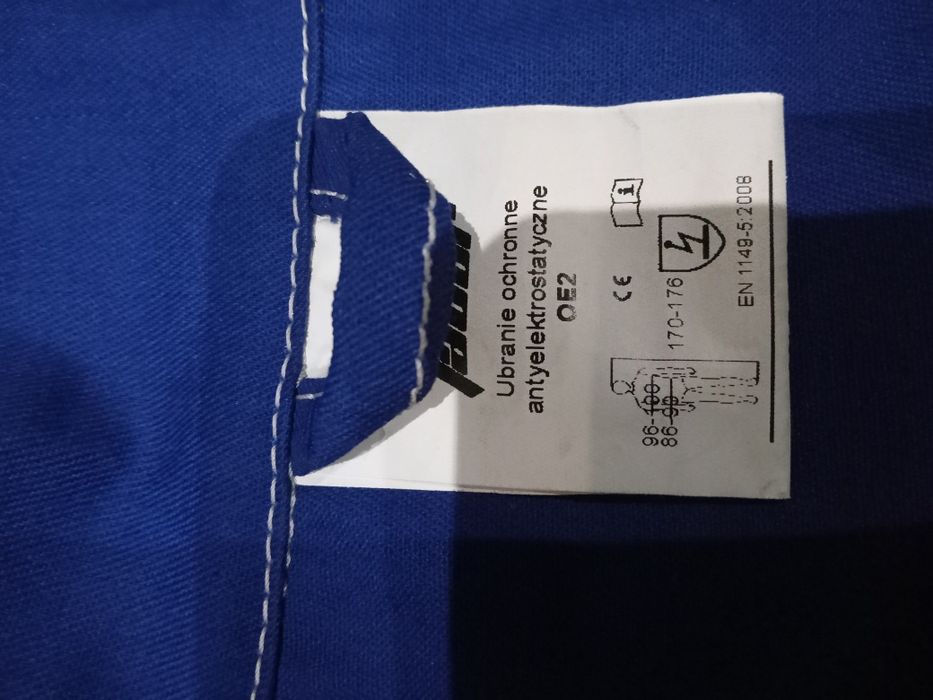 Ubranie ochronne
antyelektrostatyczne
OE2
CE
i
170-176
96-100
86-90
EN 1149-5:2008